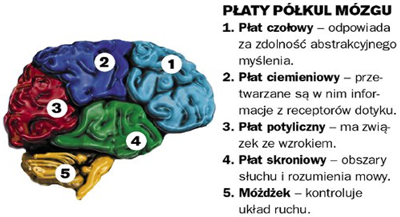 PŁATY PÓŁKUL MÓZGU
1. Płat czołowy – odpowiada
za zdolność abstrakcyjnego
myślenia.
2. Płat ciemieniowy – prze-
twarzane są w nim infor-
macje z receptorów dotyku.
3. Płat potyliczny – ma zwią-
zek ze wzrokiem.
4. Płat skroniowy – obszary
słuchu i rozumienia mowy.
5. Móżdżek – kontroluje
układ ruchu.
2
1
3
4
5